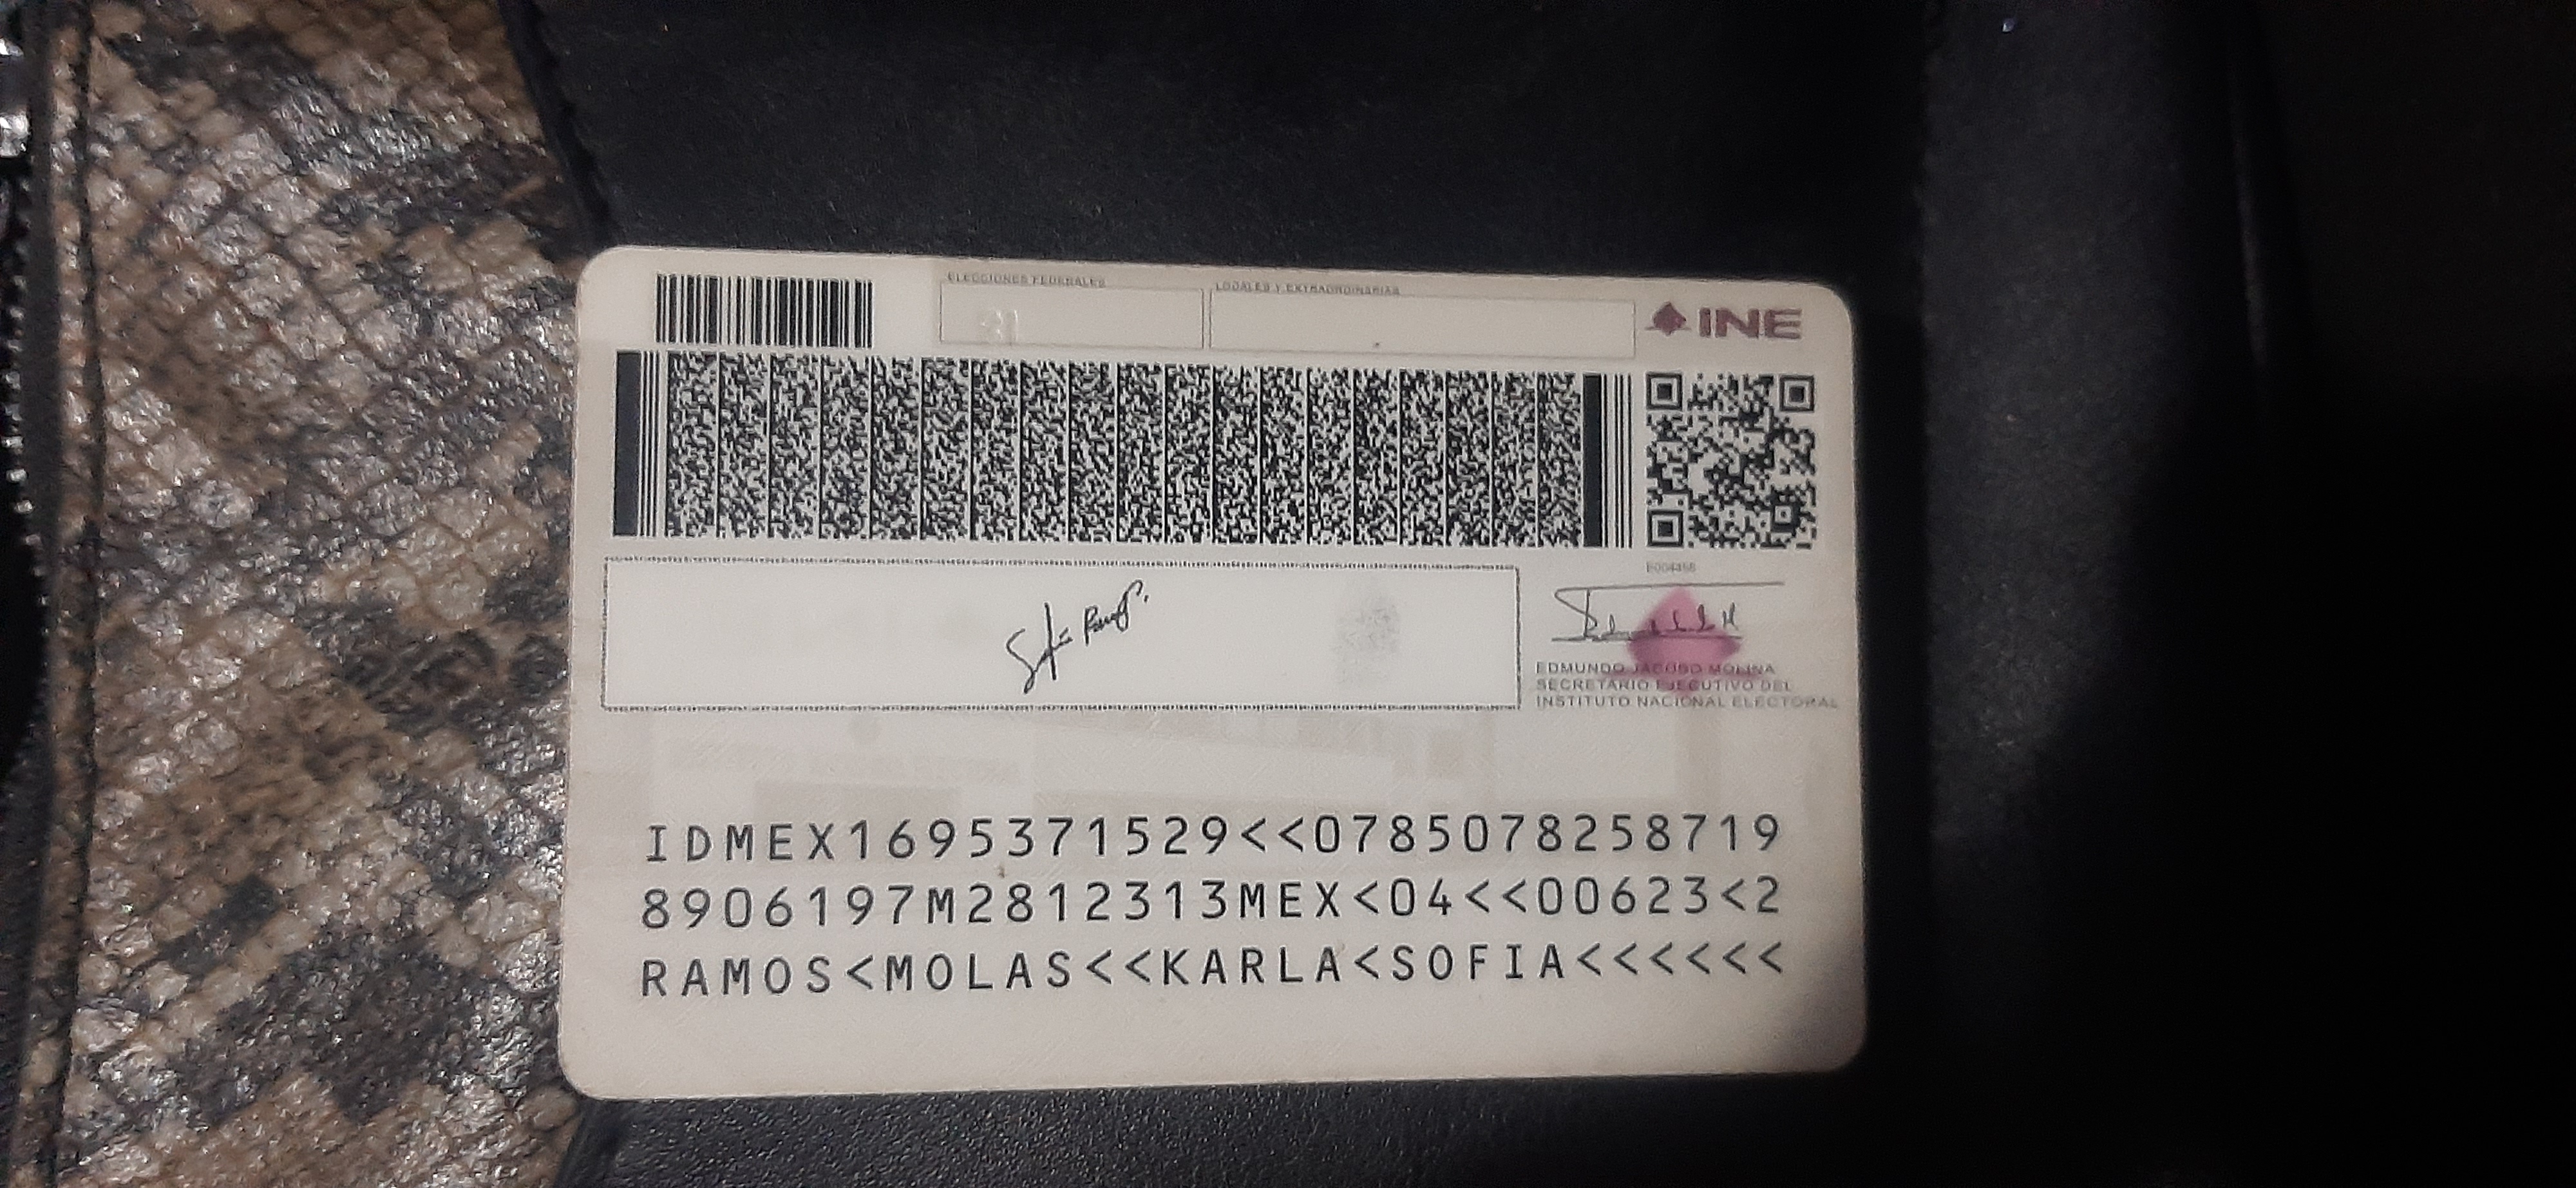 ELECCIONES FEDERALES
LOCALES Y EXTRAORDINARIAS
INE
EDMUNDO JACOBO MOLINA
SECRETARIO EJECUTIVO DEL
INSTITUTO NACIONAL ELECTORAL
IDMEX1695371529<<0785078258719
8906197M2812313MEX<04<<00623<2
RAMOS<MOLAS<<KARLA<SOFIA<<<<<<